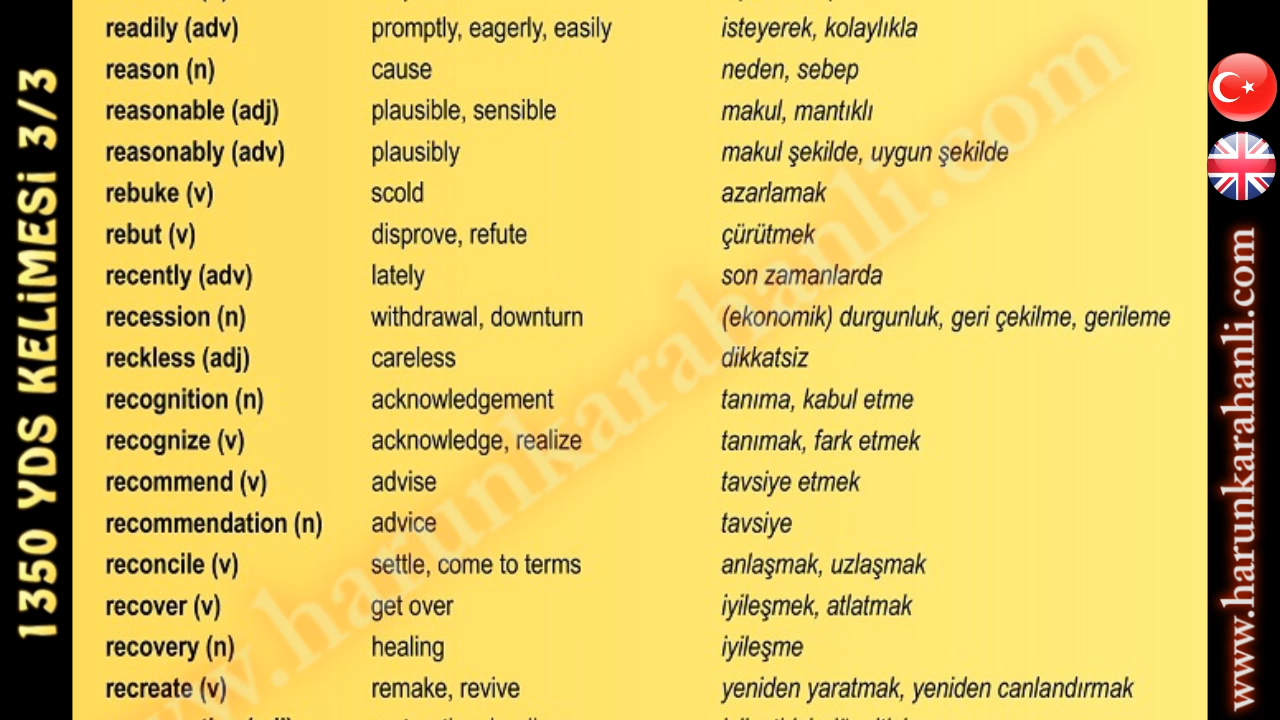 1350 YDS KELiMESi 3/3
readily (adv) promptly, eagerly, easily isteyerek, kolaylıkla
reason (n) cause neden, sebep
reasonable (adj) plausible, sensible makul, mantıklı
reasonably (adv) plausibly makul şekilde, uygun şekilde
rebuke (v) scold azarlamak
rebut (v) disprove, refute çürütmek
recently (adv) lately son zamanlarda
recession (n) withdrawal, downturn (ekonomik) durgunluk, geri çekilme, gerileme
reckless (adj) careless dikkatsiz
recognition (n) acknowledgement tanıma, kabul etme
recognize (v) acknowledge, realize tanımak, fark etmek
recommend (v) advise tavsiye etmek
recommendation (n) advice tavsiye
reconcile (v) settle, come to terms anlaşmak, uzlaşmak
recover (v) get over iyileşmek, atlatmak
recovery (n) healing iyileşme
recreate (v) remake, revive yeniden yaratmak, yeniden canlandırmak
www.harunkarahanli.com
www.harunkarahanli.com